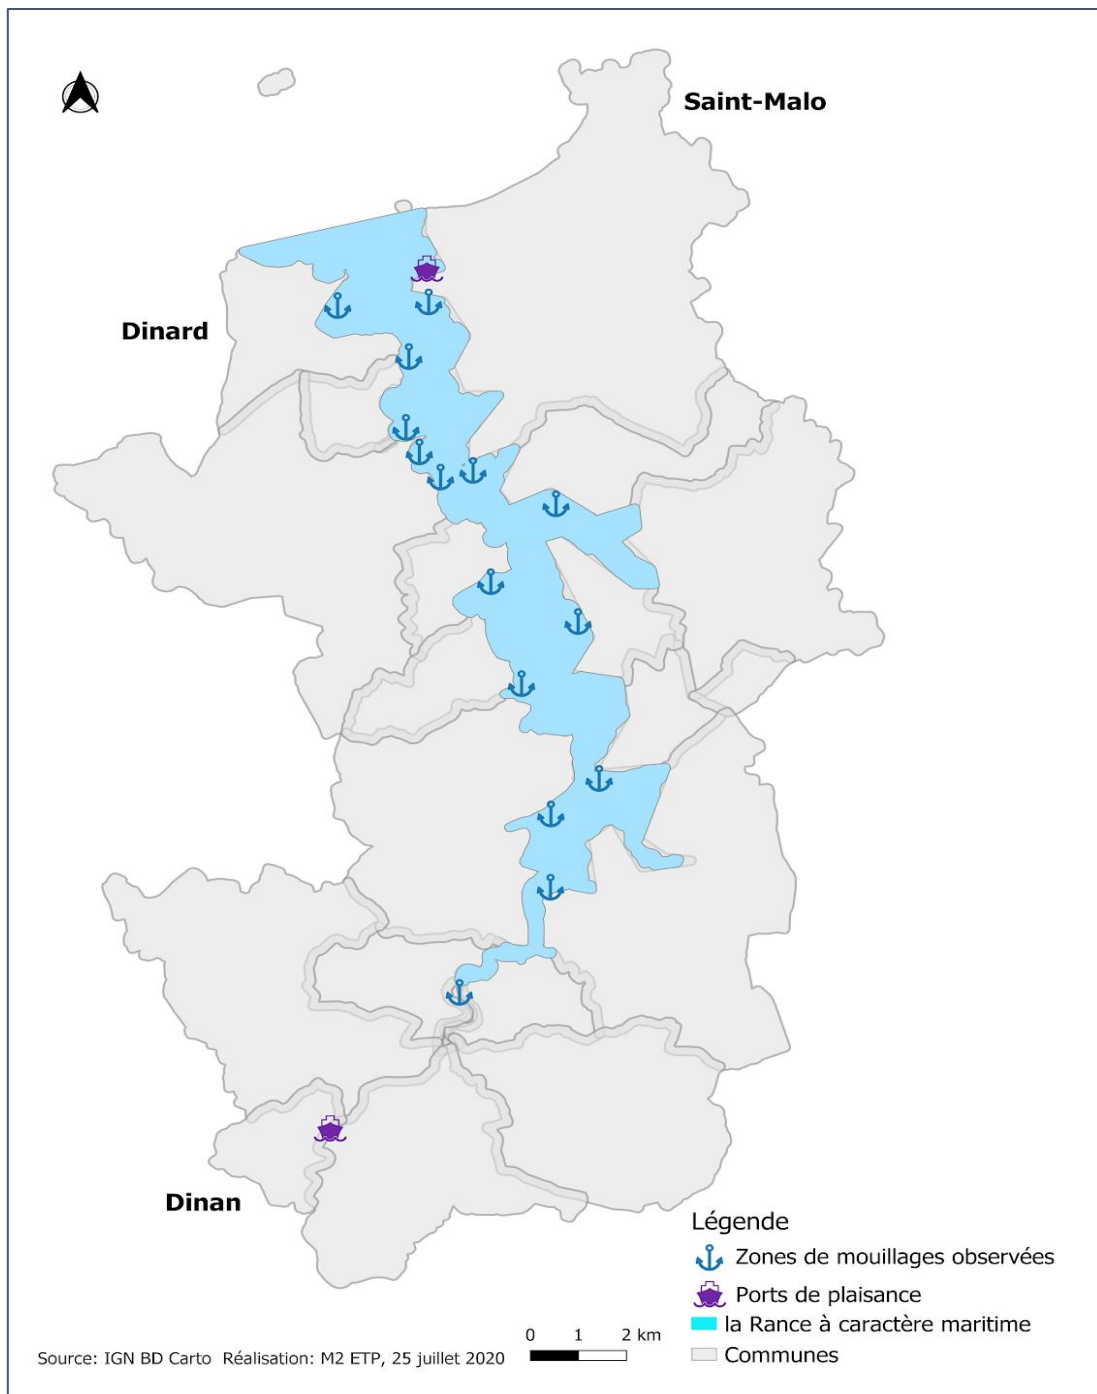 Saint-Malo
Dinard
Dinan
Légende
Zones de mouillages observées
Ports de plaisance
la Rance à caractère maritime
Communes
0 1 2 km
Source: IGN BD Carto Réalisation: M2 ETP, 25 juillet 2020